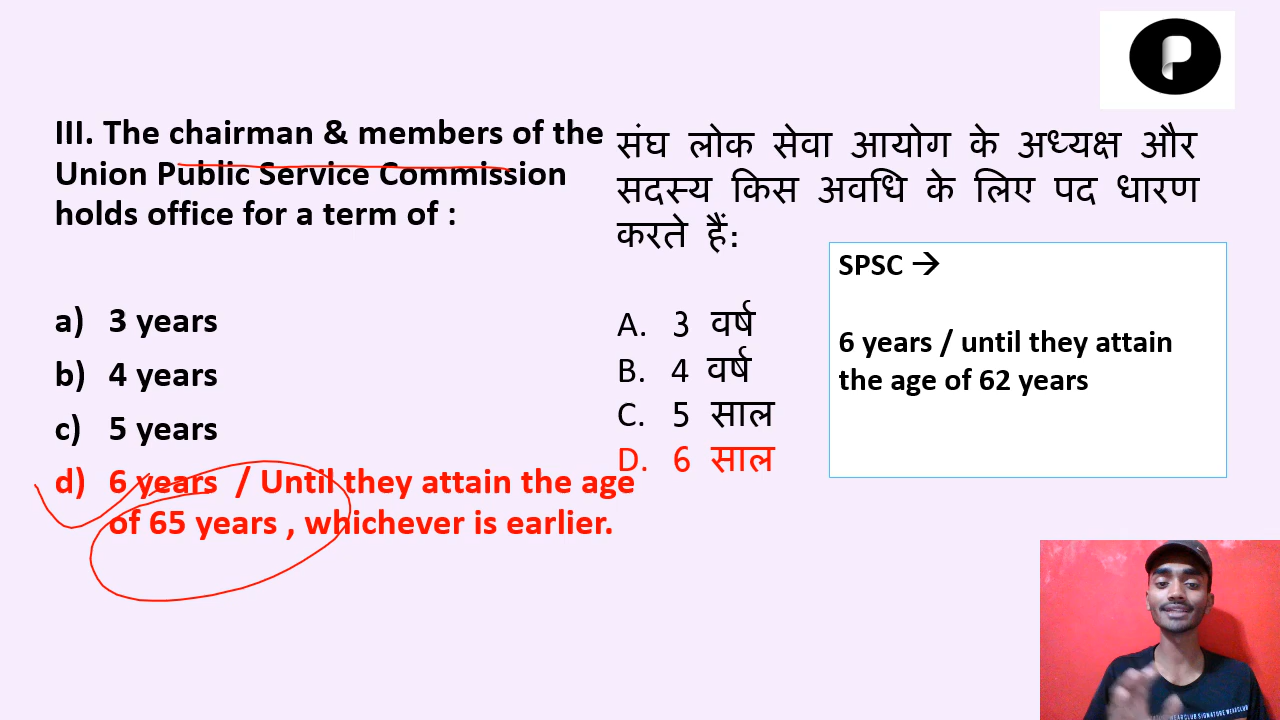 III. The chairman & members of the
Union Public Service Commission
holds office for a term of :
a) 3 years
b) 4 years
c) 5 years
d) 6 years / Until they attain the age
of 65 years , whichever is earlier.
संघ लोक सेवा आयोग के अध्यक्ष और
सदस्य किस अवधि के लिए पद धारण
करते हैं:
A. 3 वर्ष
B. 4 वर्ष
C. 5 साल
D. 6 साल
SPSC →
6 years / until they attain
the age of 62 years
P
WEARCLUB SIGNATURE WEARCLUB